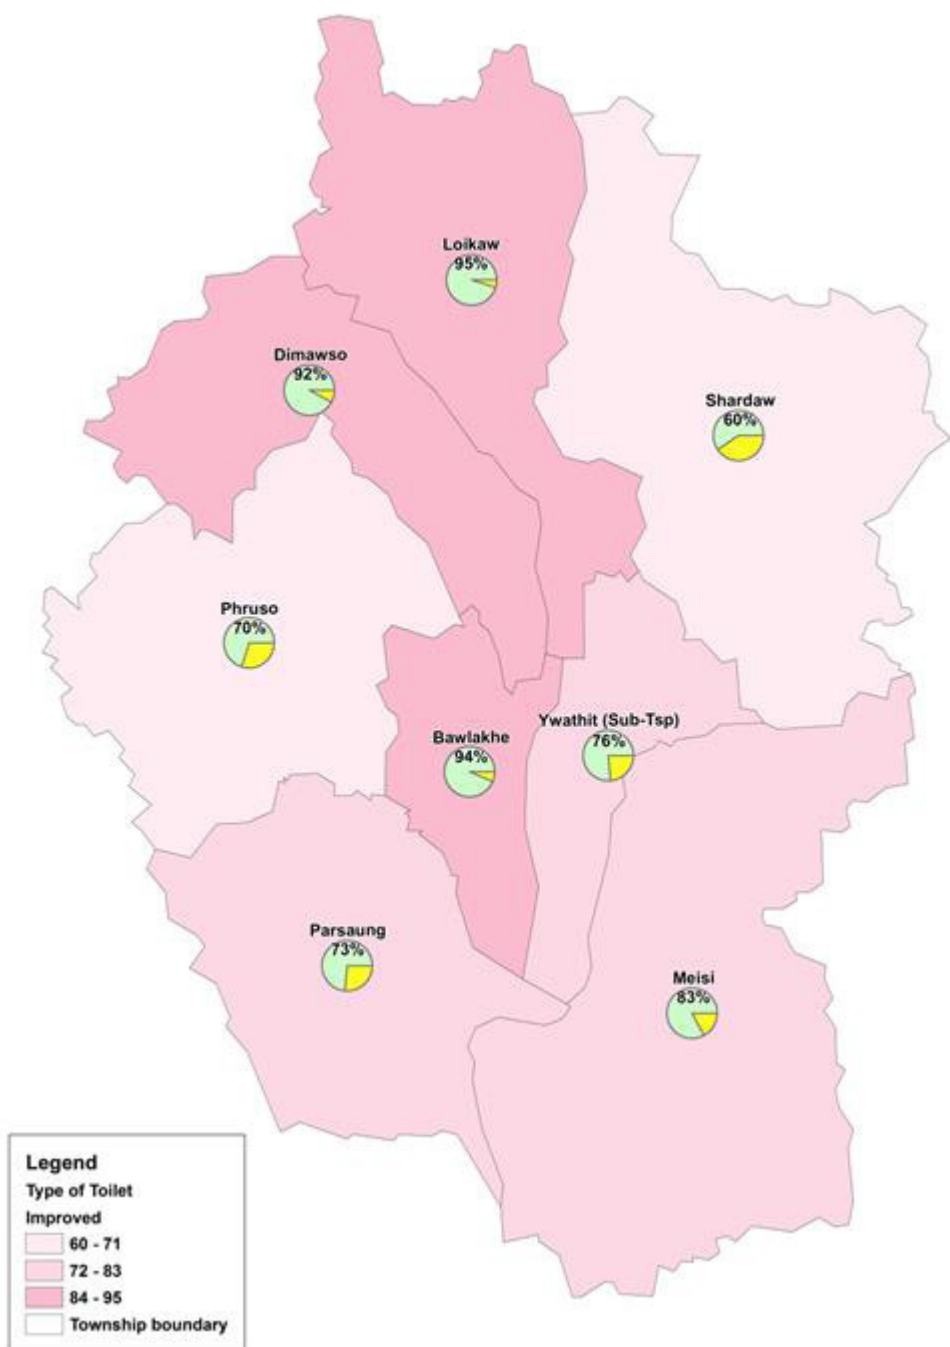 Loikaw
95%
Dimawso
92%
Shardaw
60%
Phruso
70%
Ywathit (Sub-Tsp)
76%
Bawlakhe
94%
Parsaung
73%
Meisi
83%
Legend
Type of Toilet
Improved
60 - 71
72 - 83
84 - 95
Township boundary